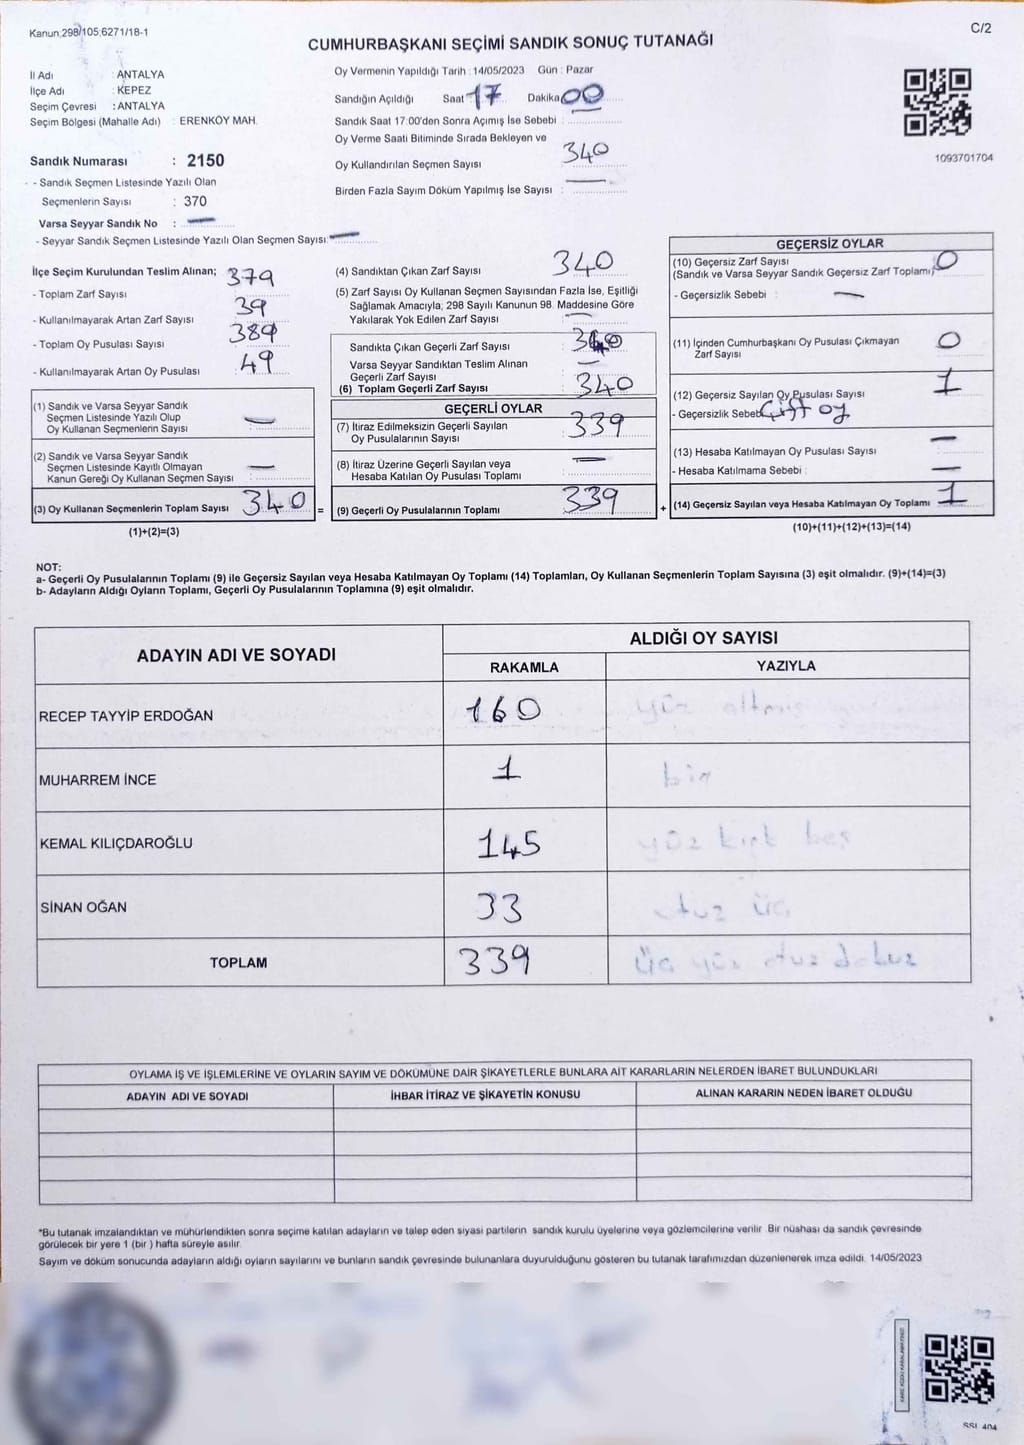 Kanun 298/105,6271/18-1
C/2
CUMHURBAŞKANI SEÇİMİ SANDIK SONUÇ TUTANAĞI
İl Adı : ANTALYA
İlçe Adı : KEPEZ
Seçim Çevresi : ANTALYA
Seçim Bölgesi (Mahalle Adı) : ERENKÖY MAH.
Sandık Numarası : 2150
- Sandık Seçmen Listesinde Yazılı Olan
Seçmenlerin Sayısı : 370
Varsa Seyyar Sandık No : —
- Seyyar Sandık Seçmen Listesinde Yazılı Olan Seçmen Sayısı: —
Oy Vermenin Yapıldığı Tarih : 14/05/2023 Gün : Pazar
Sandığın Açıldığı Saat 17 Dakika 00
Sandık Saat 17:00'den Sonra Açımış İse Sebebi :
Oy Verme Saati Bitiminde Sırada Bekleyen ve
Oy Kullandırılan Seçmen Sayısı : 340
Birden Fazla Sayım Döküm Yapılmış İse Sayısı : —
1093701704
İlçe Seçim Kurulundan Teslim Alınan;
- Toplam Zarf Sayısı 379
- Kullanılmayarak Artan Zarf Sayısı 39
- Toplam Oy Pusulası Sayısı 389
- Kullanılmayarak Artan Oy Pusulası 49
(1) Sandık ve Varsa Seyyar Sandık
Seçmen Listesinde Yazılı Olup
Oy Kullanan Seçmenlerin Sayısı : —
(2) Sandık ve Varsa Seyyar Sandık
Seçmen Listesinde Kayıtlı Olmayan
Kanun Gereği Oy Kullanan Seçmen Sayısı : —
(3) Oy Kullanan Seçmenlerin Toplam Sayısı 340 =
(1)+(2)=(3)
(4) Sandıktan Çıkan Zarf Sayısı 340
(5) Zarf Sayısı Oy Kullanan Seçmen Sayısından Fazla İse, Eşitliği
Sağlamak Amacıyla; 298 Sayılı Kanunun 98. Maddesine Göre
Yakılarak Yok Edilen Zarf Sayısı —
Sandıkta Çıkan Geçerli Zarf Sayısı : 340
Varsa Seyyar Sandıktan Teslim Alınan
Geçerli Zarf Sayısı : —
(6) Toplam Geçerli Zarf Sayısı : 340
GEÇERLİ OYLAR
(7) İtiraz Edilmeksizin Geçerli Sayılan
Oy Pusulalarının Sayısı : 339
(8) İtiraz Üzerine Geçerli Sayılan veya
Hesaba Katılan Oy Pusulası Toplamı : —
(9) Geçerli Oy Pusulalarının Toplamı : 339 +
GEÇERSİZ OYLAR
(10) Geçersiz Zarf Sayısı
(Sandık ve Varsa Seyyar Sandık Geçersiz Zarf Toplamı) 0
- Geçersizlik Sebebi : —
(11) İçinden Cumhurbaşkanı Oy Pusulası Çıkmayan
Zarf Sayısı 0
(12) Geçersiz Sayılan Oy Pusulası Sayısı 1
- Geçersizlik Sebebi Çift oy
(13) Hesaba Katılmayan Oy Pusulası Sayısı —
- Hesaba Katılmama Sebebi : —
(14) Geçersiz Sayılan veya Hesaba Katılmayan Oy Toplamı 1
(10)+(11)+(12)+(13)=(14)
NOT:
a- Geçerli Oy Pusulalarının Toplamı (9) ile Geçersiz Sayılan veya Hesaba Katılmayan Oy Toplamı (14) Toplamları, Oy Kullanan Seçmenlerin Toplam Sayısına (3) eşit olmalıdır. (9)+(14)=(3)
b- Adayların Aldığı Oyların Toplamı, Geçerli Oy Pusulalarının Toplamına (9) eşit olmalıdır.
ADAYIN ADI VE SOYADI
ALDIĞI OY SAYISI
RAKAMLA YAZIYLA
RECEP TAYYİP ERDOĞAN 160 yüz altmış
MUHARREM İNCE 1 bir
KEMAL KILIÇDAROĞLU 145 yüz kırk beş
SİNAN OĞAN 33 otuz üç
TOPLAM 339 üç yüz otuz dokuz
OYLAMA İŞ VE İŞLEMLERİNE VE OYLARIN SAYIM VE DÖKÜMÜNE DAİR ŞİKAYETLERLE BUNLARA AİT KARARLARIN NELERDEN İBARET BULUNDUKLARI
ADAYIN ADI VE SOYADI İHBAR İTİRAZ VE ŞİKAYETİN KONUSU ALINAN KARARIN NEDEN İBARET OLDUĞU
*Bu tutanak imzalandıktan ve mühürlendikten sonra seçime katılan adayların ve talep eden siyasi partilerin sandık kurulu üyelerine veya gözlemcilerine verilir. Bir nüshası da sandık çevresinde
görülecek bir yere 1 (bir ) hafta süreyle asılır.
Sayım ve döküm sonucunda adayların aldığı oyların sayılarını ve bunların sandık çevresinde bulunanlara duyurulduğunu gösteren bu tutanak tarafımızdan düzenlenerek imza edildi. 14/05/2023